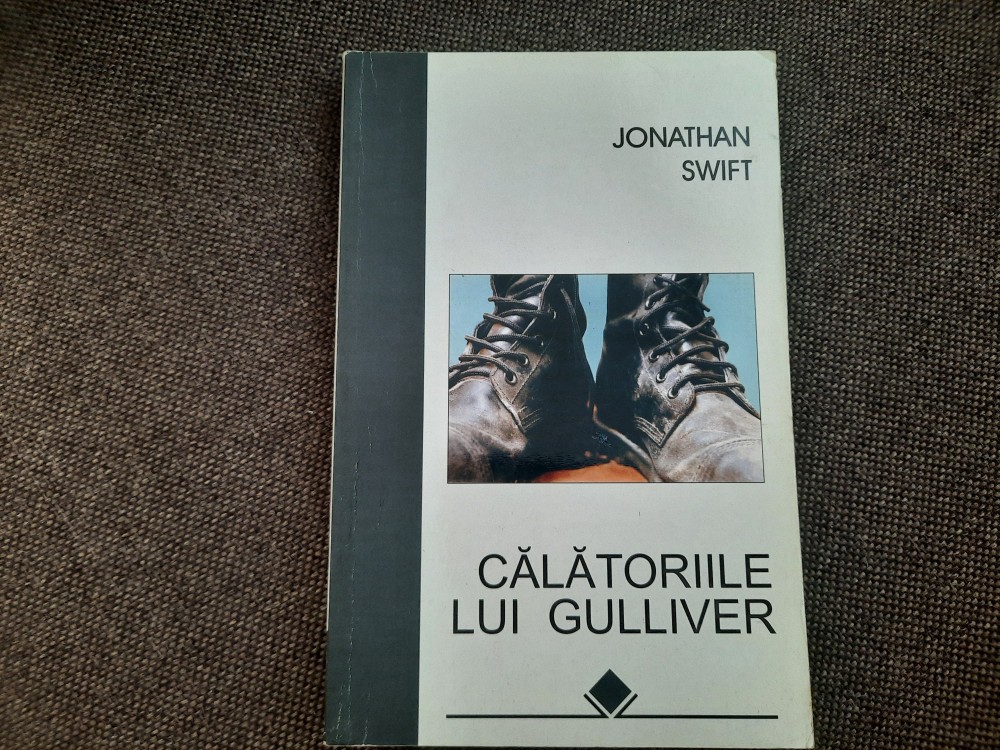 JONATHAN
SWIFT
CĂLĂTORIILE
LUI GULLIVER